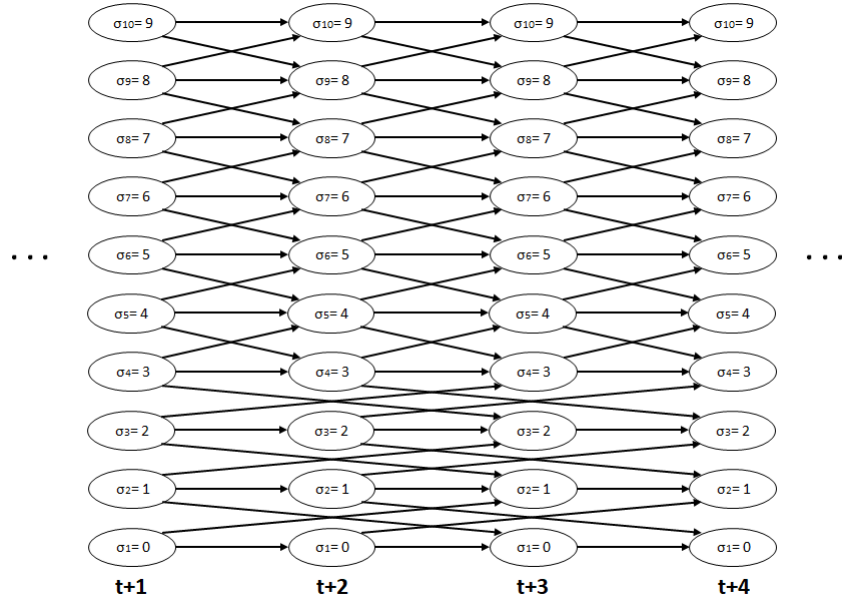 σ₁₀= 9 σ₁₀= 9 σ₁₀= 9 σ₁₀= 9
σ₉= 8 σ₉= 8 σ₉= 8 σ₉= 8
σ₈= 7 σ₈= 7 σ₈= 7 σ₈= 7
σ₇= 6 σ₇= 6 σ₇= 6 σ₇= 6
. . . σ₆= 5 σ₆= 5 σ₆= 5 σ₆= 5 . . .
σ₅= 4 σ₅= 4 σ₅= 4 σ₅= 4
σ₄= 3 σ₄= 3 σ₄= 3 σ₄= 3
σ₃= 2 σ₃= 2 σ₃= 2 σ₃= 2
σ₂= 1 σ₂= 1 σ₂= 1 σ₂= 1
σ₁= 0 σ₁= 0 σ₁= 0 σ₁= 0
t+1 t+2 t+3 t+4